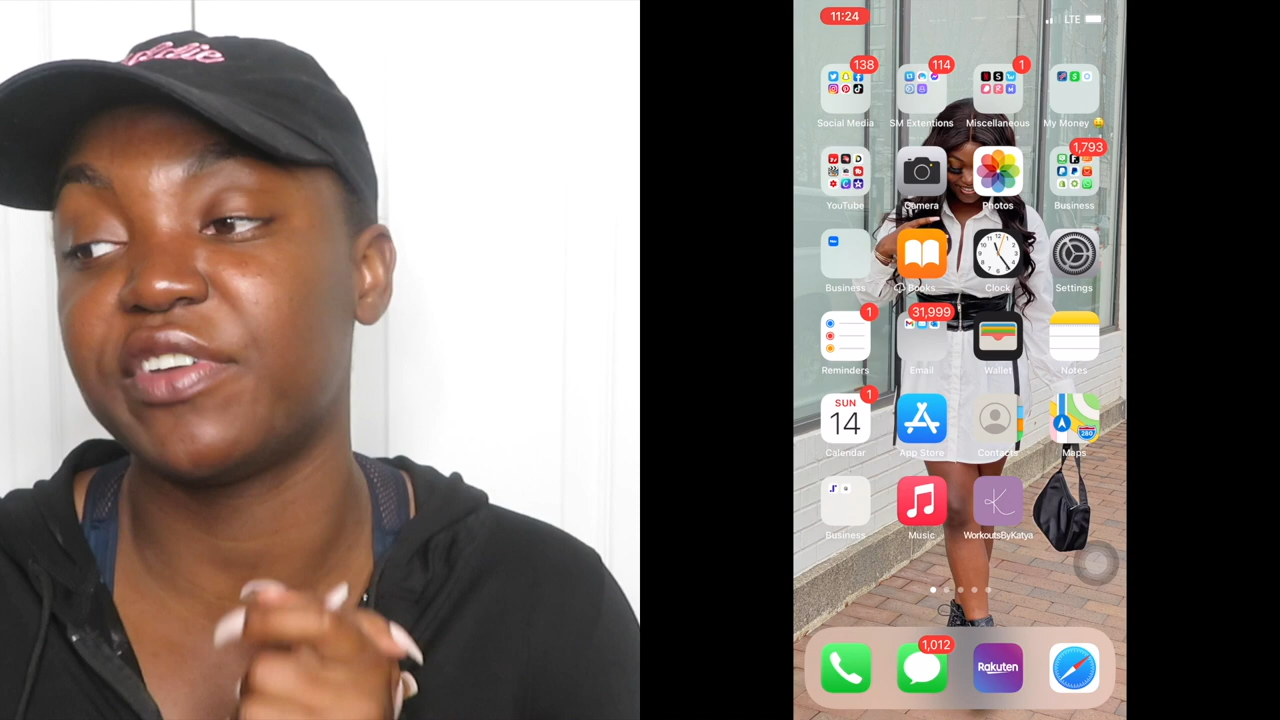 ddie
11:24
LTE
138
114
1
Social Media
SM Extentions
Miscellaneous
My Money 🤑
1,793
YouTube
Camera
Photos
Business
Business
Books
Clock
Settings
1
31,999
Reminders
Email
Wallet
Notes
1
SUN
14
280
Calendar
App Store
Contacts
Maps
K
Business
Music
WorkoutsByKatya
1,012
Rakuten